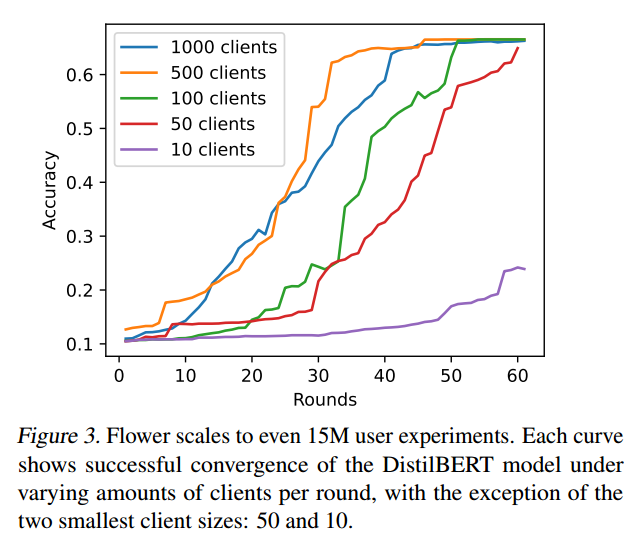 1000 clients
500 clients
100 clients
50 clients
10 clients
Accuracy
0.6
0.5
0.4
0.3
0.2
0.1
0 10 20 30 40 50 60
Rounds
Figure 3. Flower scales to even 15M user experiments. Each curve
shows successful convergence of the DistilBERT model under
varying amounts of clients per round, with the exception of the
two smallest client sizes: 50 and 10.